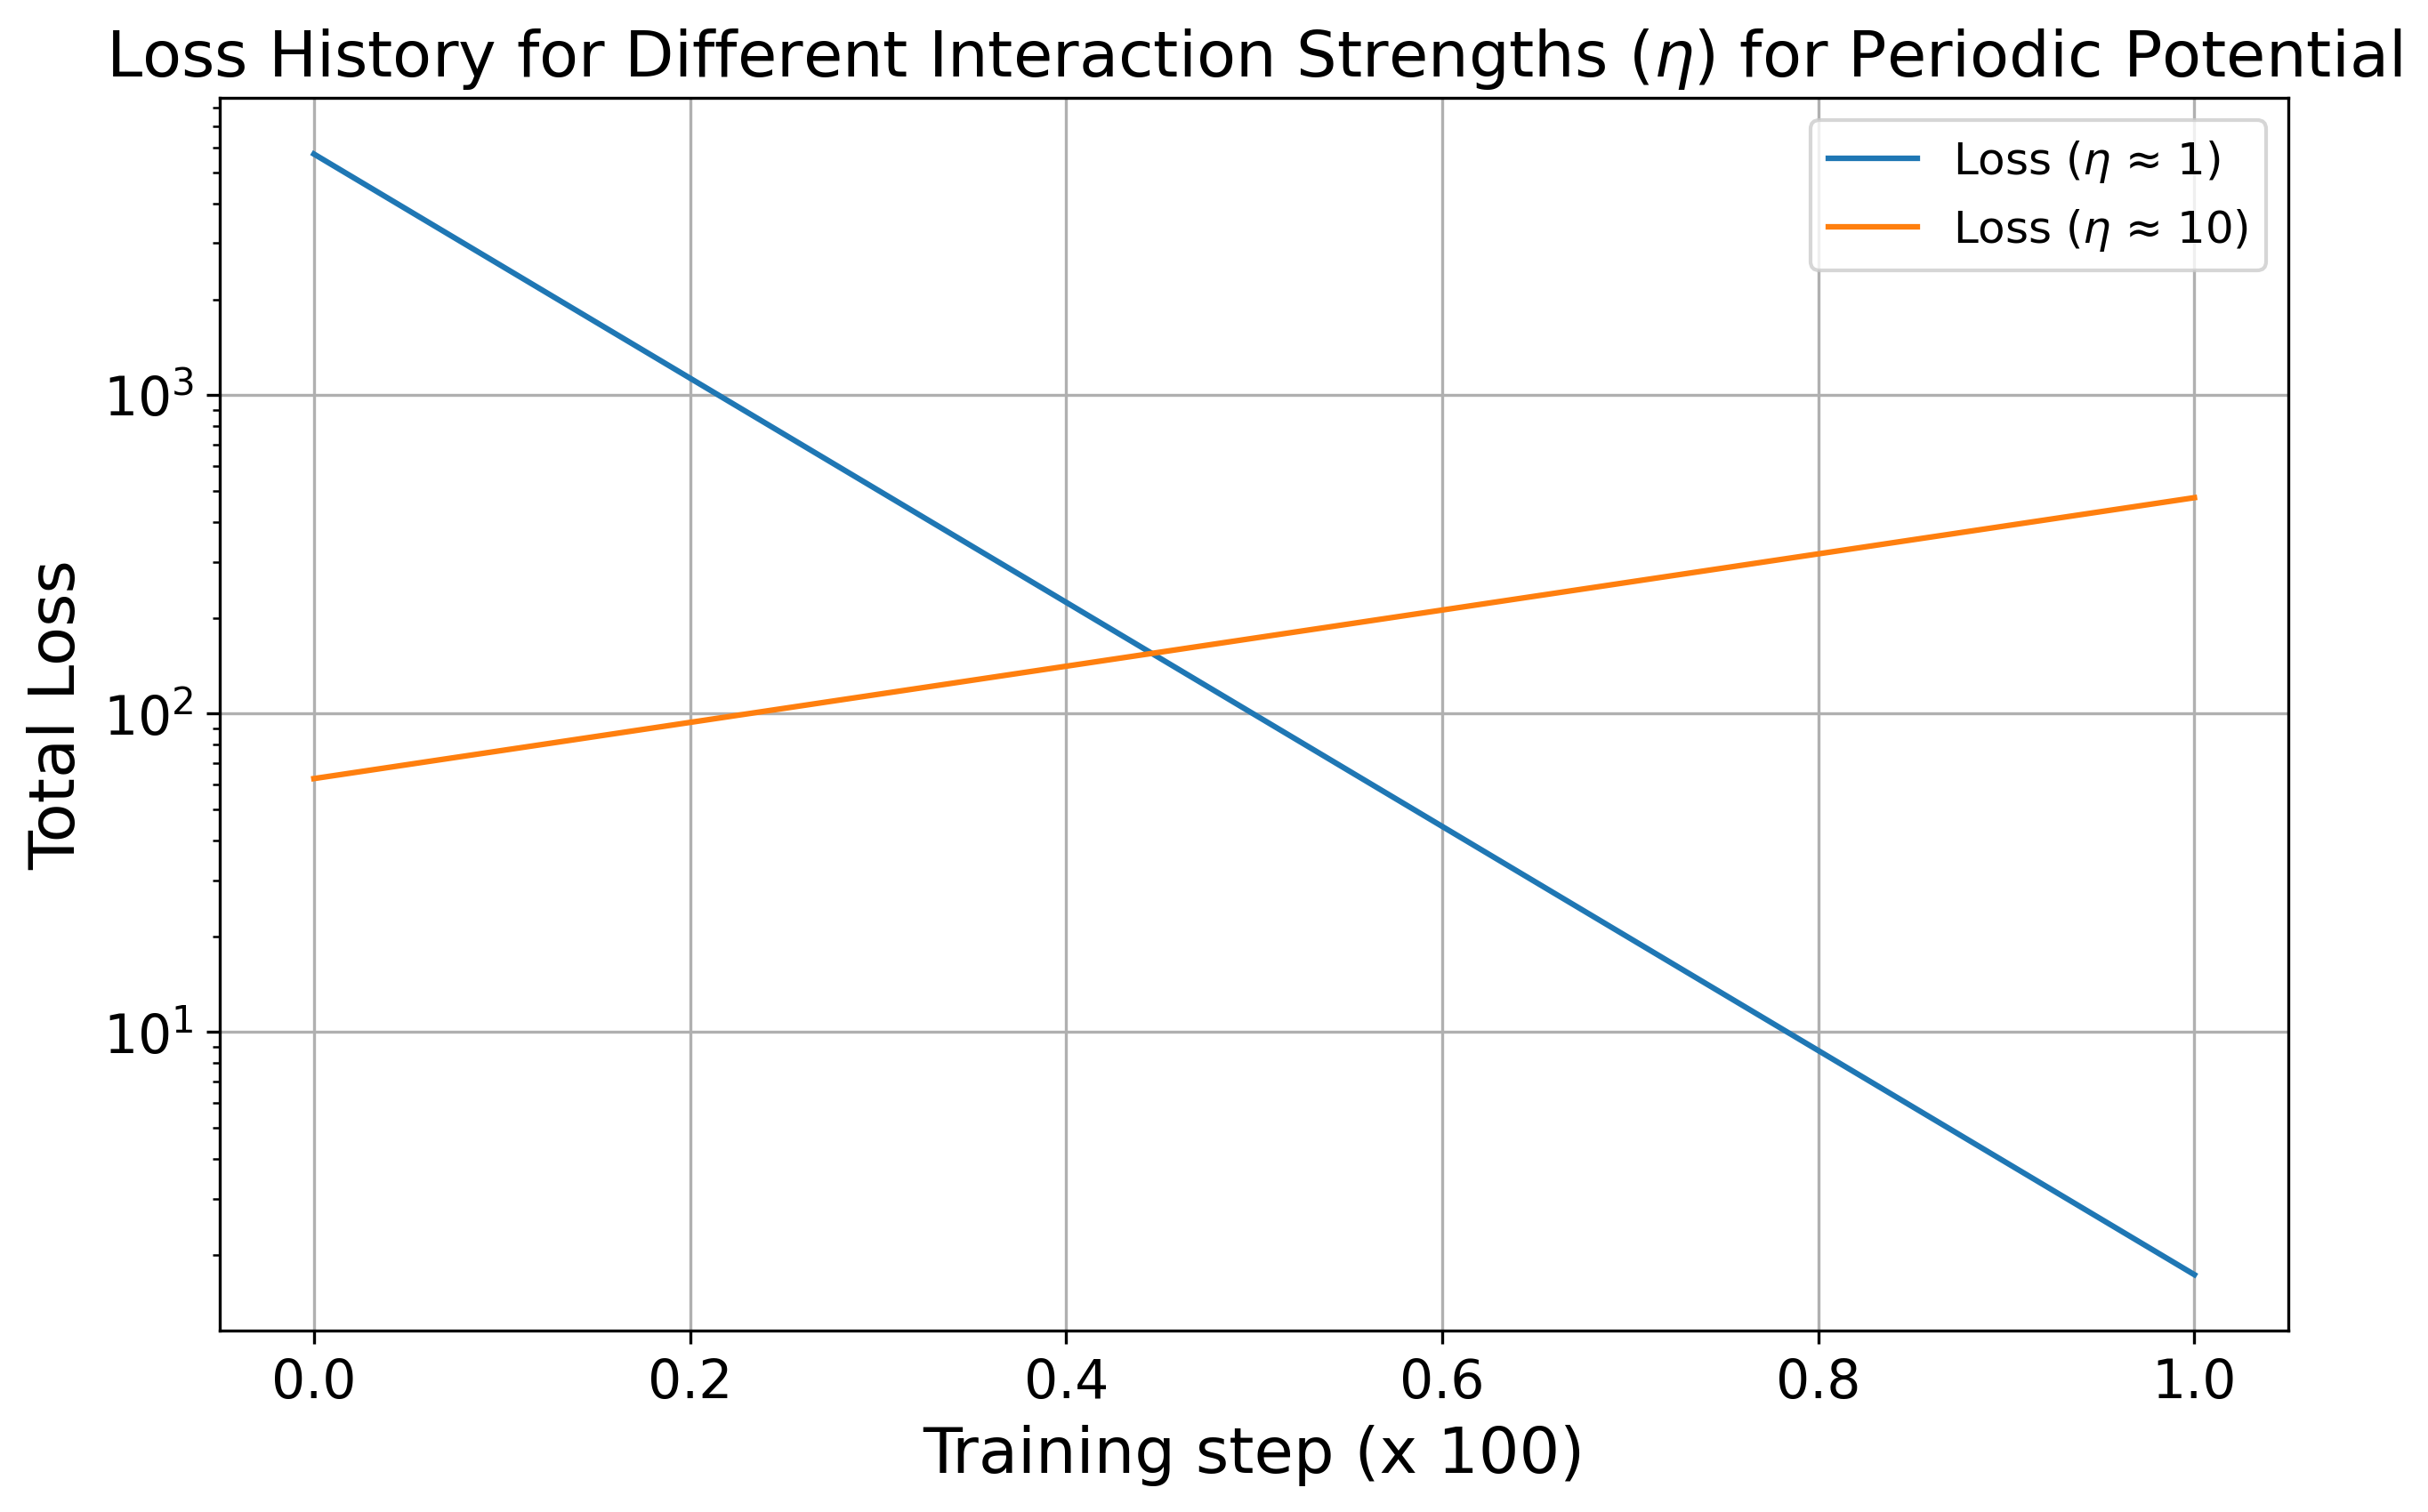 Loss History for Different Interaction Strengths (η) for Periodic Potential
Loss (η ≈ 1)
Loss (η ≈ 10)
Total Loss
10³
10²
10¹
0.0 0.2 0.4 0.6 0.8 1.0
Training step (x 100)